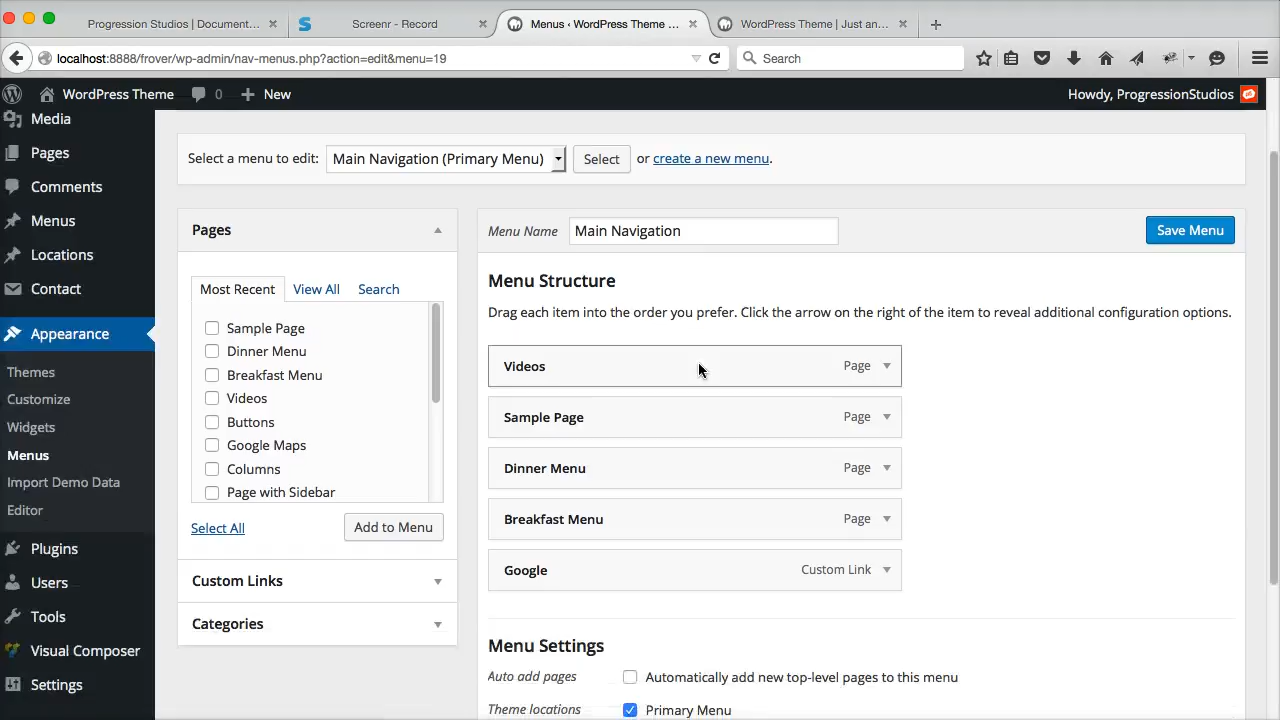 Progression Studios | Document...
Screenr - Record
Menus ‹ WordPress Theme ...
WordPress Theme | Just an...
localhost:8888/frover/wp-admin/nav-menus.php?action=edit&menu=19
Search
WordPress Theme
0
New
Howdy, ProgressionStudios
Media
Pages
Comments
Menus
Locations
Contact
Appearance
Themes
Customize
Widgets
Menus
Import Demo Data
Editor
Plugins
Users
Tools
Visual Composer
Settings
Select a menu to edit: Main Navigation (Primary Menu) Select or create a new menu.
Pages
Most Recent View All Search
Sample Page
Dinner Menu
Breakfast Menu
Videos
Buttons
Google Maps
Columns
Page with Sidebar
Select All Add to Menu
Custom Links
Categories
Menu Name Main Navigation Save Menu
Menu Structure
Drag each item into the order you prefer. Click the arrow on the right of the item to reveal additional configuration options.
Videos Page
Sample Page Page
Dinner Menu Page
Breakfast Menu Page
Google Custom Link
Menu Settings
Auto add pages Automatically add new top-level pages to this menu
Theme locations Primary Menu